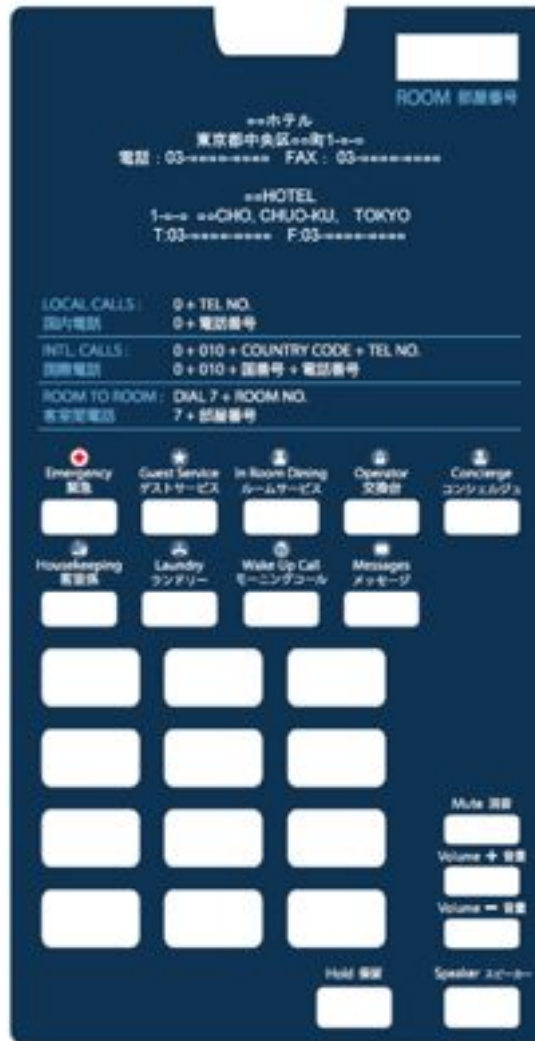 ROOM 部屋番号
==ホテル
東京都中央区==町1-=-=
電話 : 03-====-==== FAX : 03-====-====
==HOTEL
1-=-= ==CHO, CHUO-KU, TOKYO
T:03-====-==== F:03-====-====
LOCAL CALLS : 0 + TEL NO.
国内電話 0 + 電話番号
INTL. CALLS : 0 + 010 + COUNTRY CODE + TEL NO.
国際電話 0 + 010 + 国番号 + 電話番号
ROOM TO ROOM : DIAL 7 + ROOM NO.
客室間電話 7 + 部屋番号
Emergency Guest Service In Room Dining Operator Concierge
緊急 ゲストサービス ルームサービス 交換台 コンシェルジュ
Housekeeping Laundry Wake Up Call Messages
客室係 ランドリー モーニングコール メッセージ
Mute 消音
Volume + 音量
Volume - 音量
Hold 保留 Speaker スピーカー